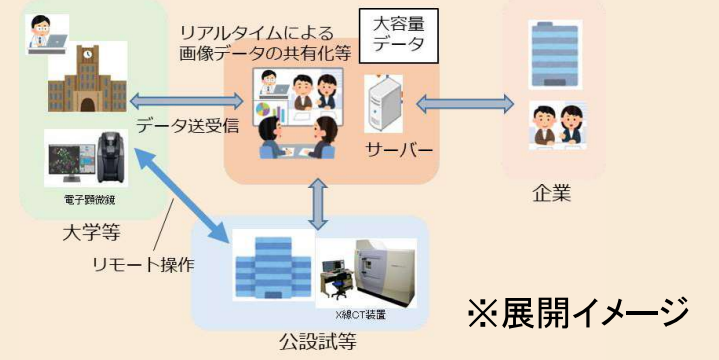 リアルタイムによる
画像データの共有化等
大容量
データ
データ送受信
サーバー
電子顕微鏡
大学等
企業
リモート操作
X線CT装置
公設試等
※展開イメージ